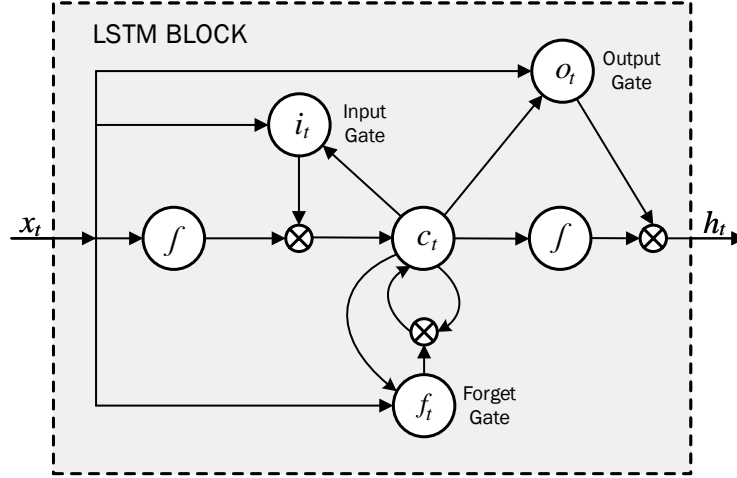 LSTM BLOCK
o_t
Output
Gate
i_t
Input
Gate
x_t
∫
c_t
∫
h_t
f_t
Forget
Gate